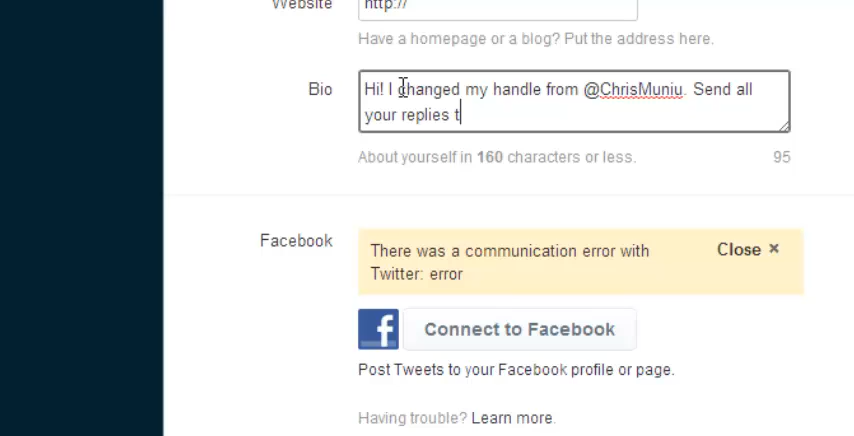 Website http://
Have a homepage or a blog? Put the address here.
Bio Hi! I changed my handle from @ChrisMuniu. Send all
your replies t
About yourself in 160 characters or less. 95
Facebook There was a communication error with Close ×
Twitter: error
f Connect to Facebook
Post Tweets to your Facebook profile or page.
Having trouble? Learn more.